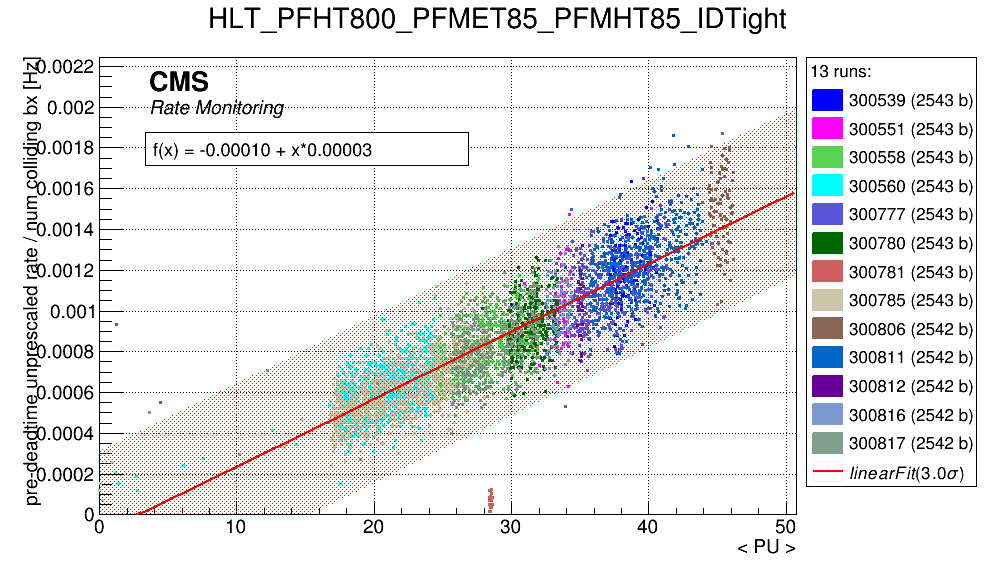 HLT_PFHT800_PFMET85_PFMHT85_IDTight
pre-deadtime unprescaled rate / num colliding bx [Hz]
0.0022
0.002
0.0018
0.0016
0.0014
0.0012
0.001
0.0008
0.0006
0.0004
0.0002
0
CMS
Rate Monitoring
f(x) = -0.00010 + x*0.00003
0 10 20 30 40 50
< PU >
13 runs:
300539 (2543 b)
300551 (2543 b)
300558 (2543 b)
300560 (2543 b)
300777 (2543 b)
300780 (2543 b)
300781 (2543 b)
300785 (2543 b)
300806 (2542 b)
300811 (2542 b)
300812 (2542 b)
300816 (2542 b)
300817 (2542 b)
linearFit(3.0σ)